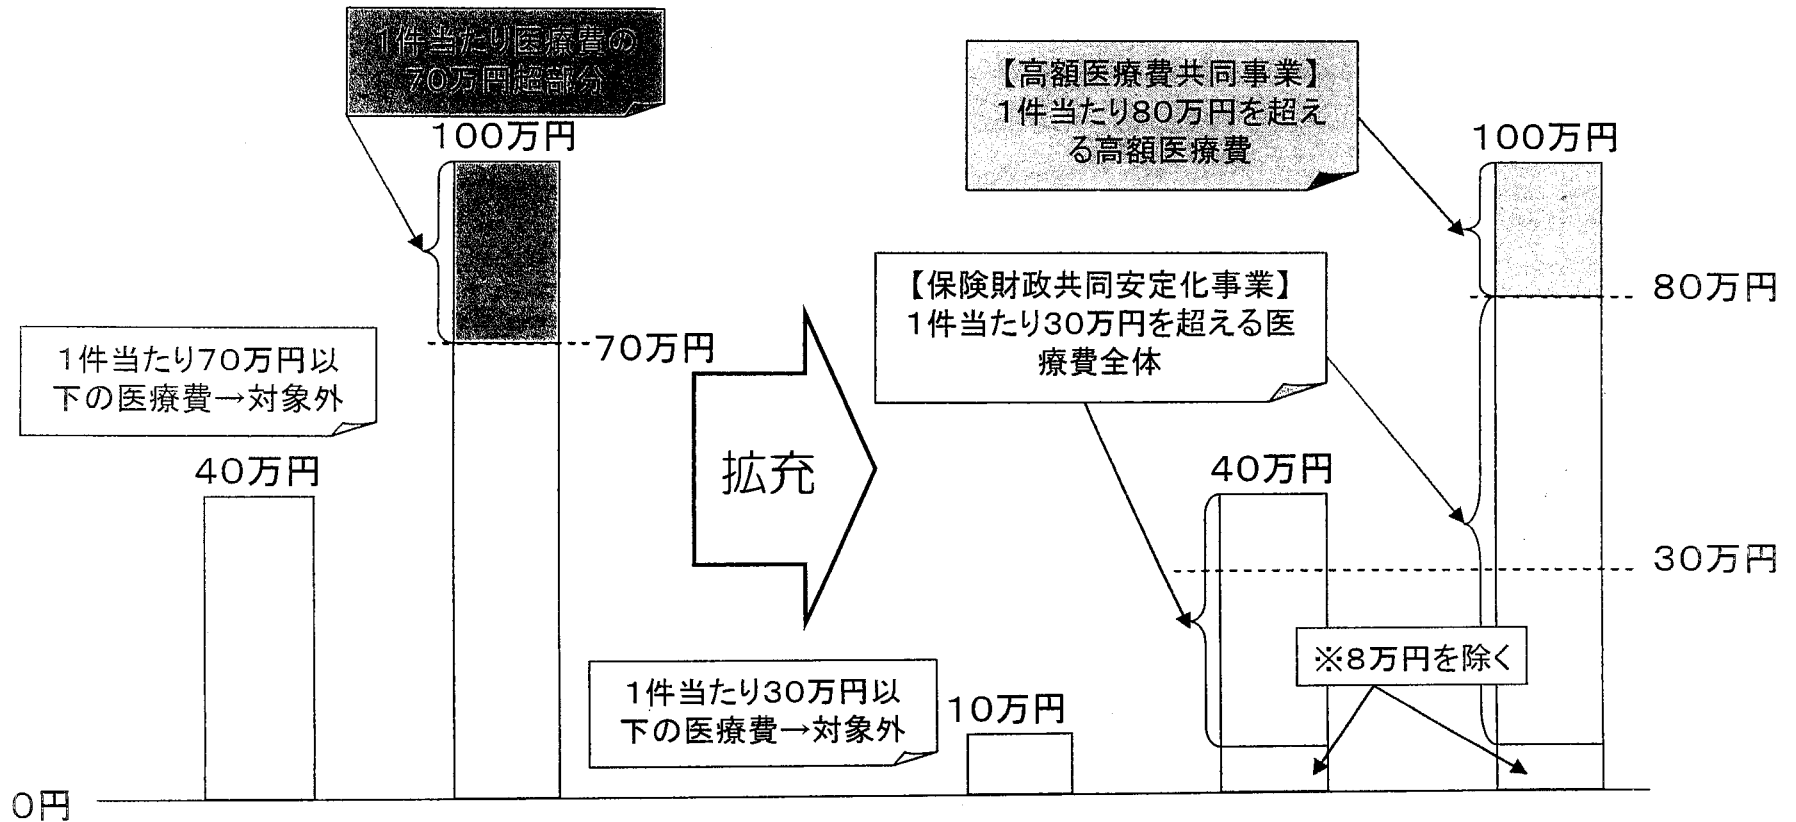 1件当たり医療費の
70万円超部分
100万円
70万円
1件当たり70万円以
下の医療費→対象外
40万円
0円
拡充
【高額医療費共同事業】
1件当たり80万円を超え
る高額医療費
100万円
80万円
【保険財政共同安定化事業】
1件当たり30万円を超える医
療費全体
40万円
30万円
※8万円を除く
1件当たり30万円以
下の医療費→対象外
10万円